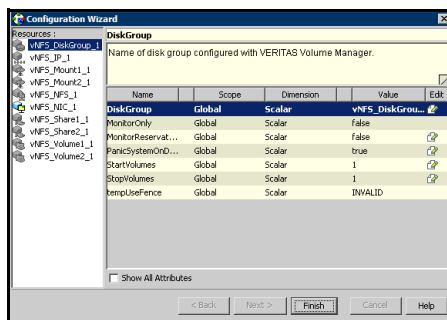 Configuration Wizard
Resources :
vNFS_DiskGroup_1
vNFS_IP_1
vNFS_Mount1_1
vNFS_Mount2_1
vNFS_NFS_1
vNFS_NIC_1
vNFS_Share1_1
vNFS_Share2_1
vNFS_Volume1_1
vNFS_Volume2_1
DiskGroup
Name of disk group configured with VERITAS Volume Manager.
Name Scope Dimension Value Edit
DiskGroup Global Scalar vNFS_DiskGrou...
MonitorOnly Global Scalar false
MonitorReservat... Global Scalar false
PanicSystemOnD... Global Scalar true
StartVolumes Global Scalar 1
StopVolumes Global Scalar 1
tempUseFence Global Scalar INVALID
Show All Attributes
< Back Next > Finish Cancel Help